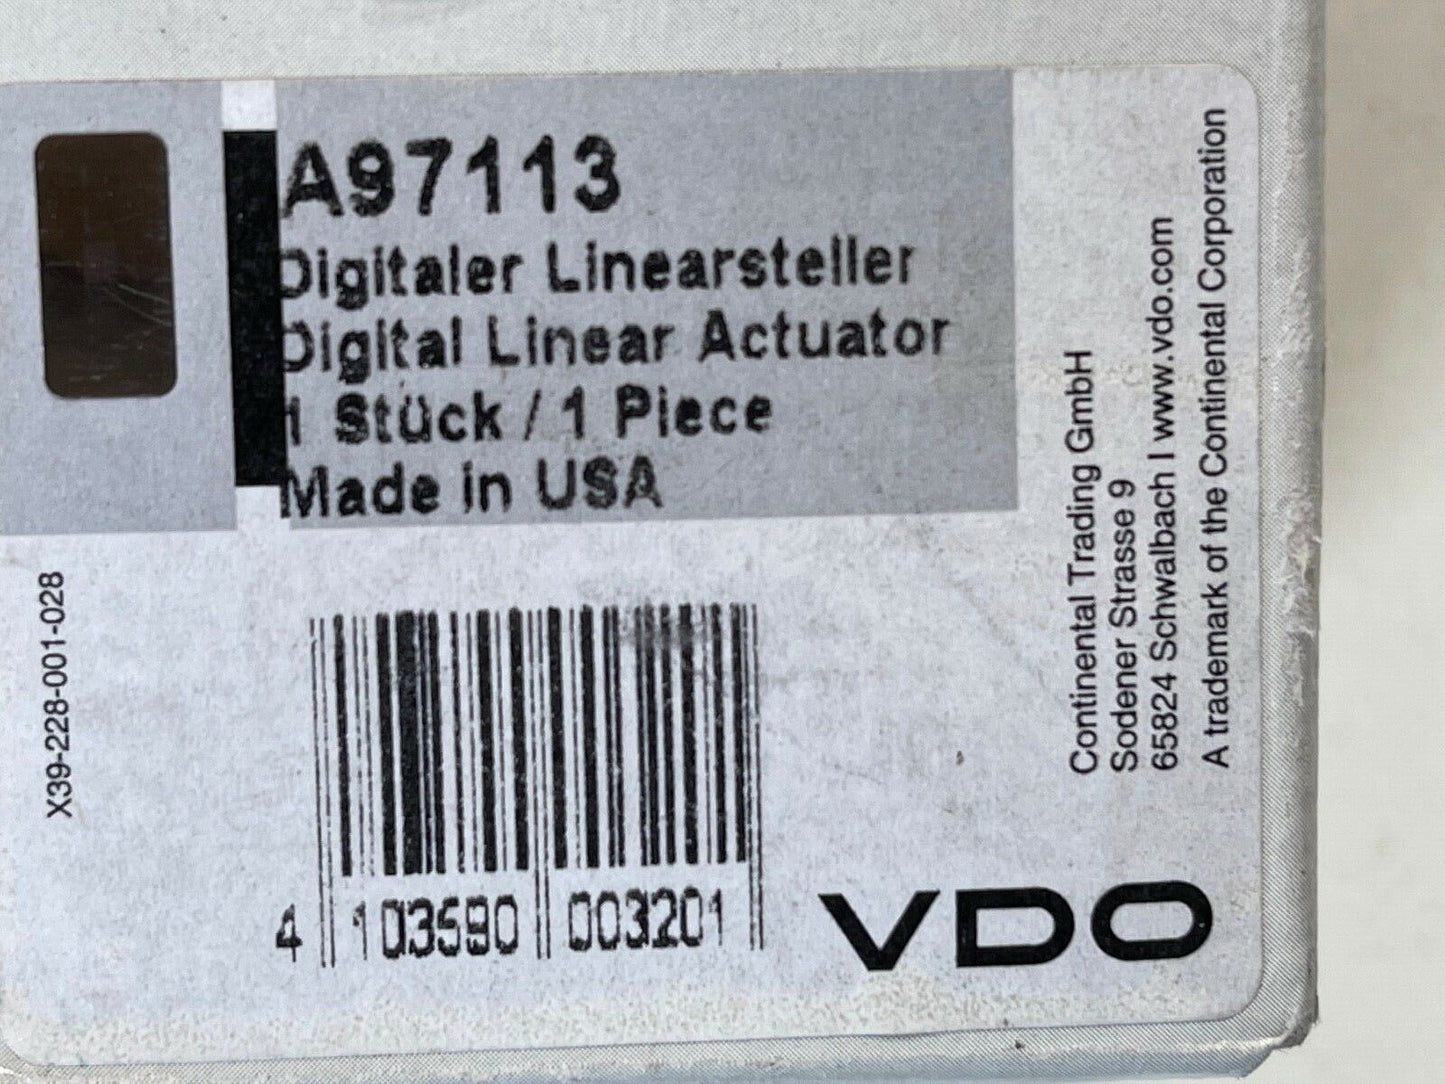 A97113
Digitaler Linearsteller
Digital Linear Actuator
1 Stück / 1 Piece
Made in USA
X39-228-001-028
4 103590 003201
VDO
Continental Trading GmbH
Sodener Strasse 9
65824 Schwalbach I www.vdo.com
A trademark of the Continental Corporation